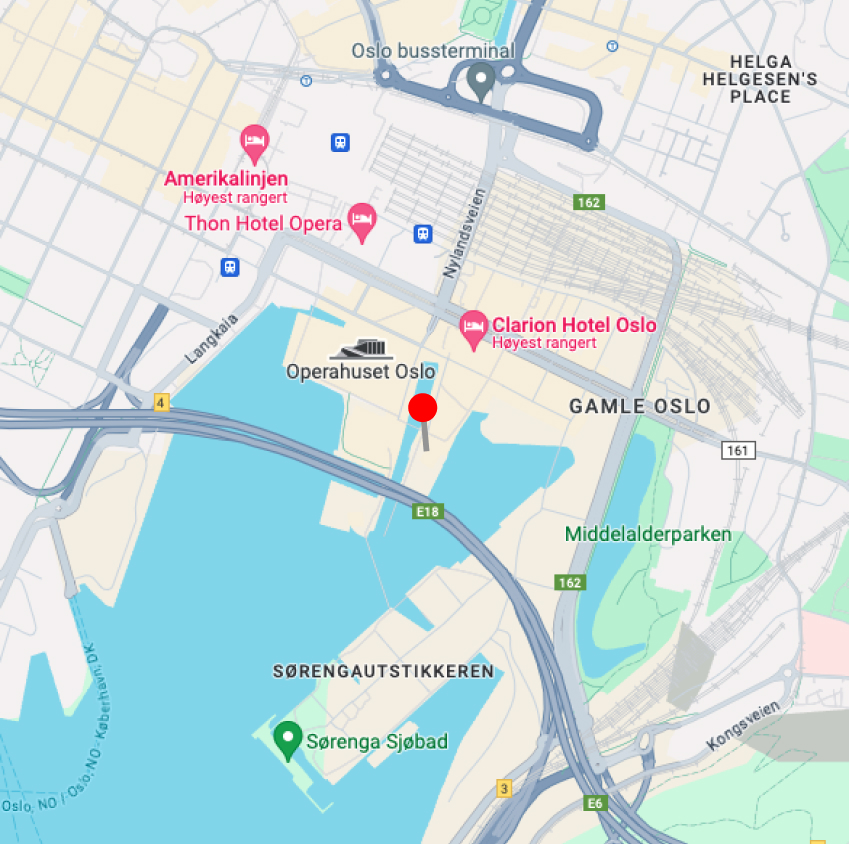 Oslo bussterminal
HELGA
HELGESEN'S
PLACE
Amerikalinjen
Høyest rangert
Thon Hotel Opera
162
Nylandsveien
Langkaia
Clarion Hotel Oslo
Høyest rangert
Operahuset Oslo
4
GAMLE OSLO
161
E18
Middelalderparken
162
SØRENGAUTSTIKKEREN
Sørenga Sjøbad
Kongsveien
Oslo, NO / Oslo, NO - København, DK
3
E6